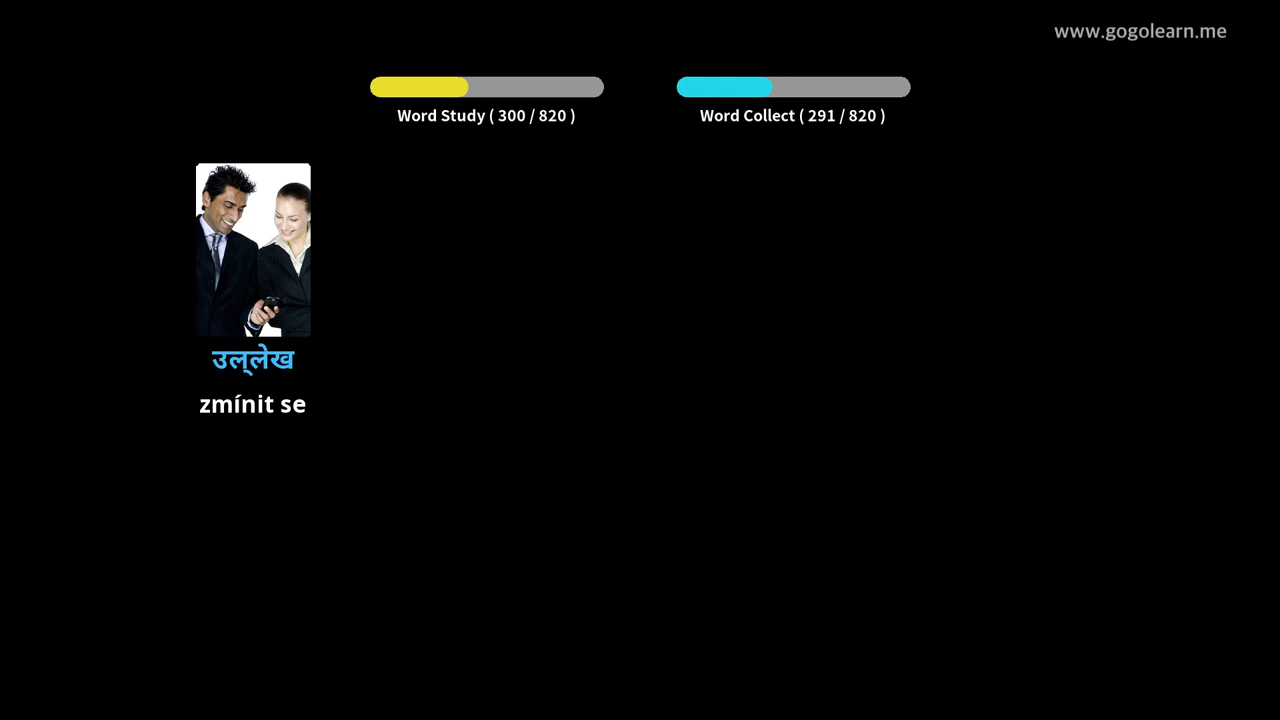 www.gogolearn.me
Word Study ( 300 / 820 )
Word Collect ( 291 / 820 )
उल्लेख
zmínit se